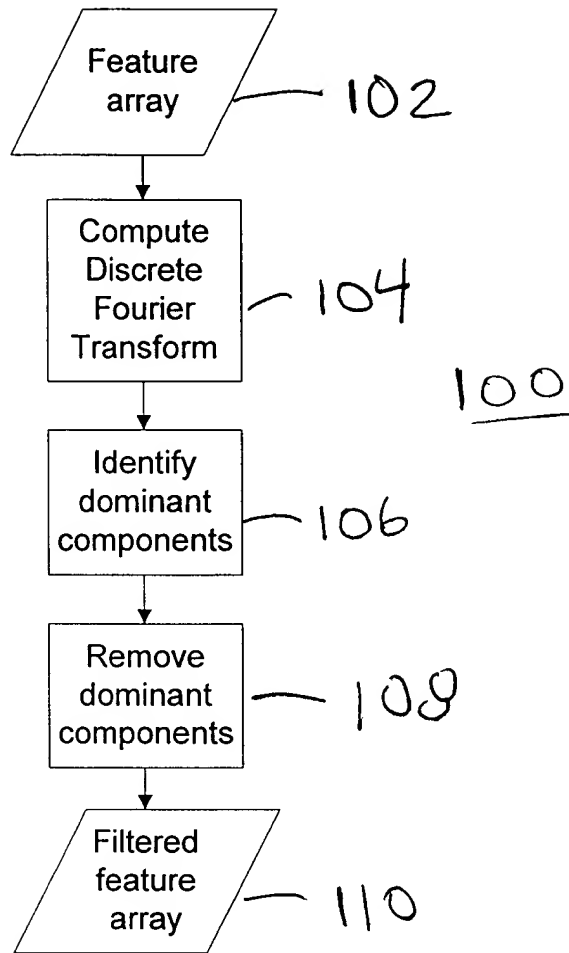 Feature
array
102
Compute
Discrete
Fourier
Transform
104
100
Identify
dominant
components
106
Remove
dominant
components
108
Filtered
feature
array
110